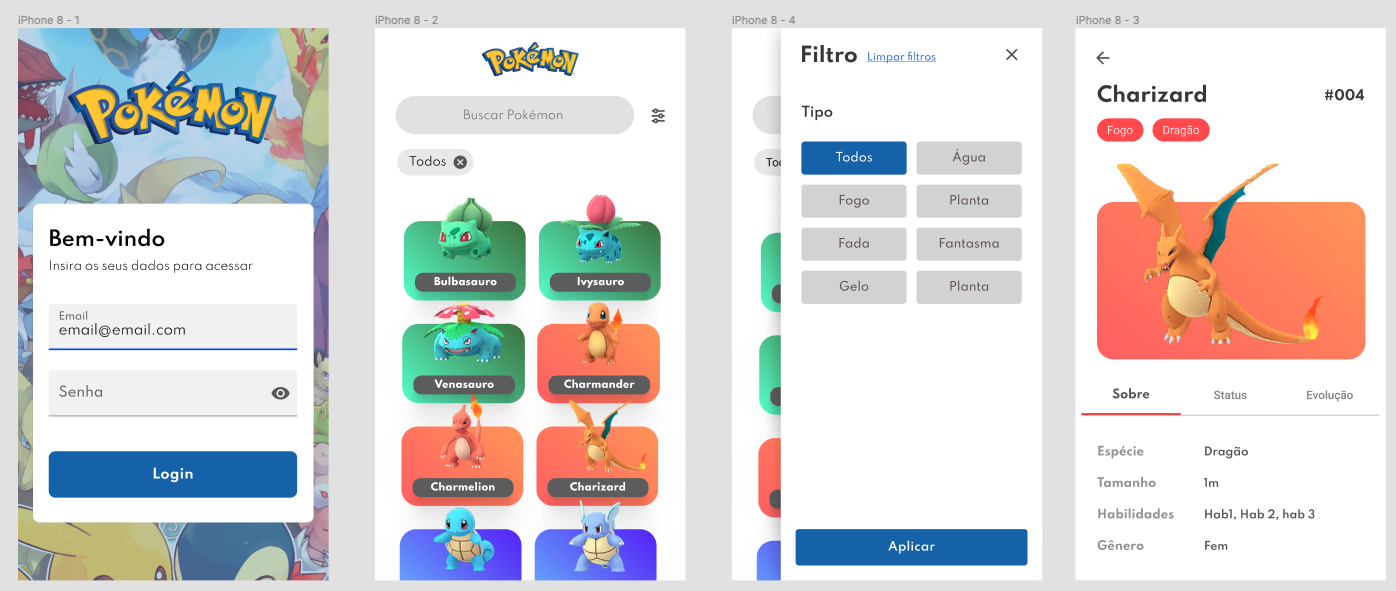 iPhone 8 - 1
POKÉMON
Bem-vindo
Insira os seus dados para acessar
Email
email@email.com
Senha
Login
iPhone 8 - 2
POKÉMON
Buscar Pokémon
Todos
Bulbasauro
Ivysauro
Venasauro
Charmander
Charmelion
Charizard
iPhone 8 - 4
Filtro
Limpar filtros
Tipo
Todos
Água
Fogo
Planta
Fada
Fantasma
Gelo
Planta
Aplicar
iPhone 8 - 3
Charizard
#004
Fogo
Dragão
Sobre
Status
Evolução
Espécie Dragão
Tamanho 1m
Habilidades Hab1, Hab 2, hab 3
Gênero Fem